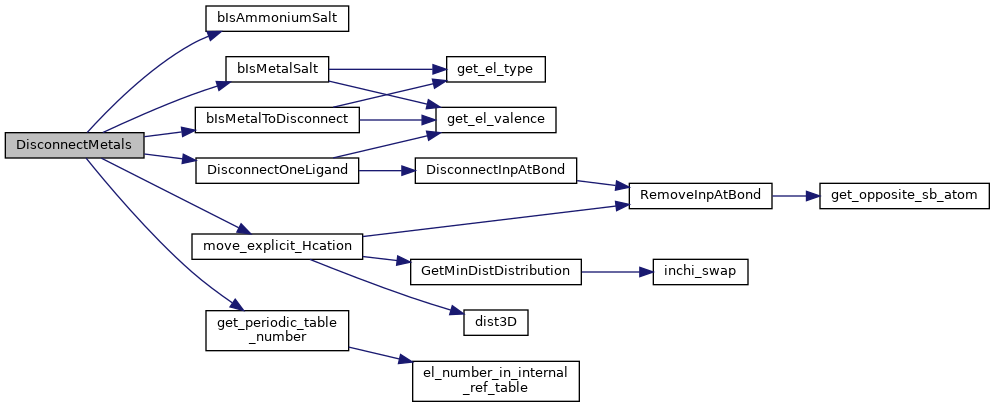 bIsAmmoniumSalt
bIsMetalSalt
get_el_type
bIsMetalToDisconnect
get_el_valence
DisconnectMetals
DisconnectOneLigand
DisconnectInpAtBond
RemoveInpAtBond
get_opposite_sb_atom
move_explicit_Hcation
GetMinDistDistribution
inchi_swap
dist3D
get_periodic_table
_number
el_number_in_internal
_ref_table